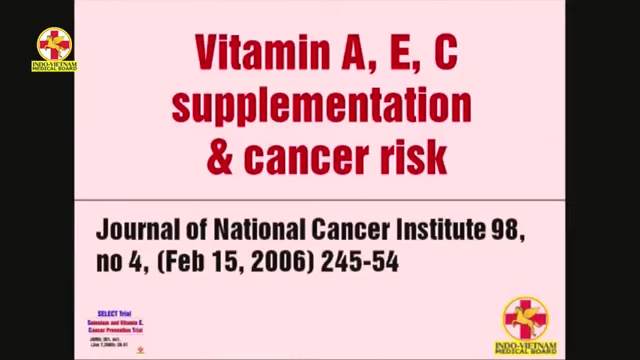 INDO-VIETNAM
MEDICAL BOARD
Vitamin A, E, C
supplementation
& cancer risk
Journal of National Cancer Institute 98,
no 4, (Feb 15, 2006) 245-54
SELECT Trial
Selenium and Vitamin E,
Cancer Prevention Trial
INDO-VIETNAM
MEDICAL BOARD